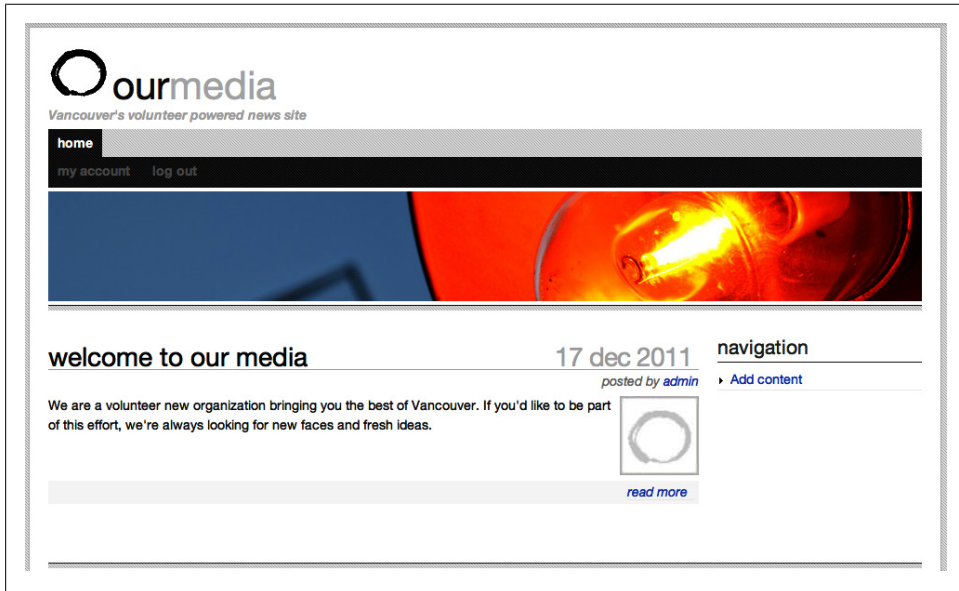 ourmedia
Vancouver's volunteer powered news site
home
my account log out
welcome to our media 17 dec 2011
posted by admin
We are a volunteer new organization bringing you the best of Vancouver. If you'd like to be part
of this effort, we're always looking for new faces and fresh ideas.
read more
navigation
Add content